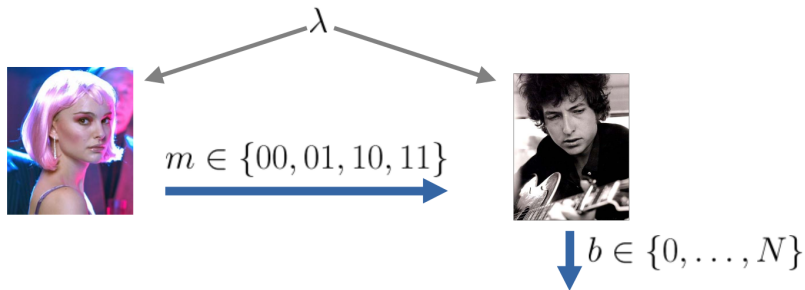 λ
m ∈ {00, 01, 10, 11}
b ∈ {0, . . . , N}